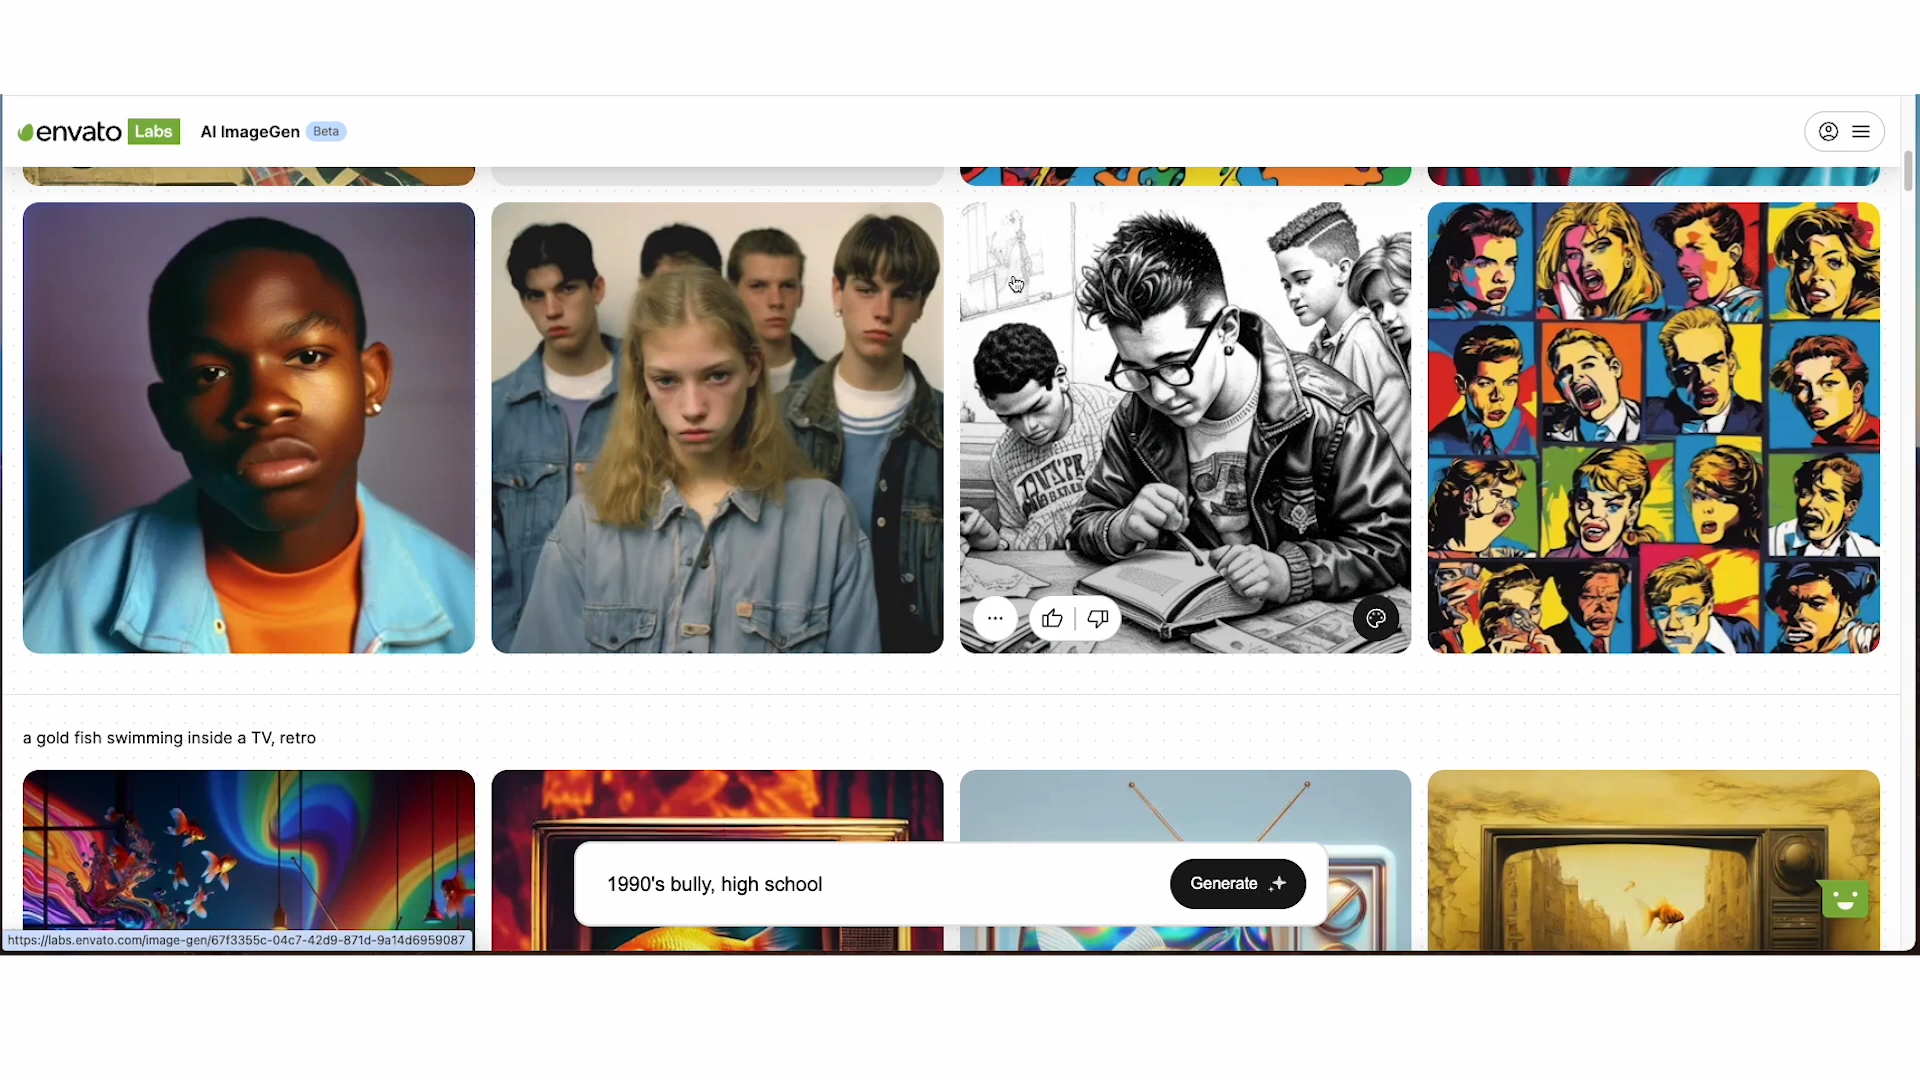 envato Labs AI ImageGen Beta
a gold fish swimming inside a TV, retro
1990's bully, high school
Generate
https://labs.envato.com/image-gen/67f3355c-04c7-42d9-871d-9a14d6959087